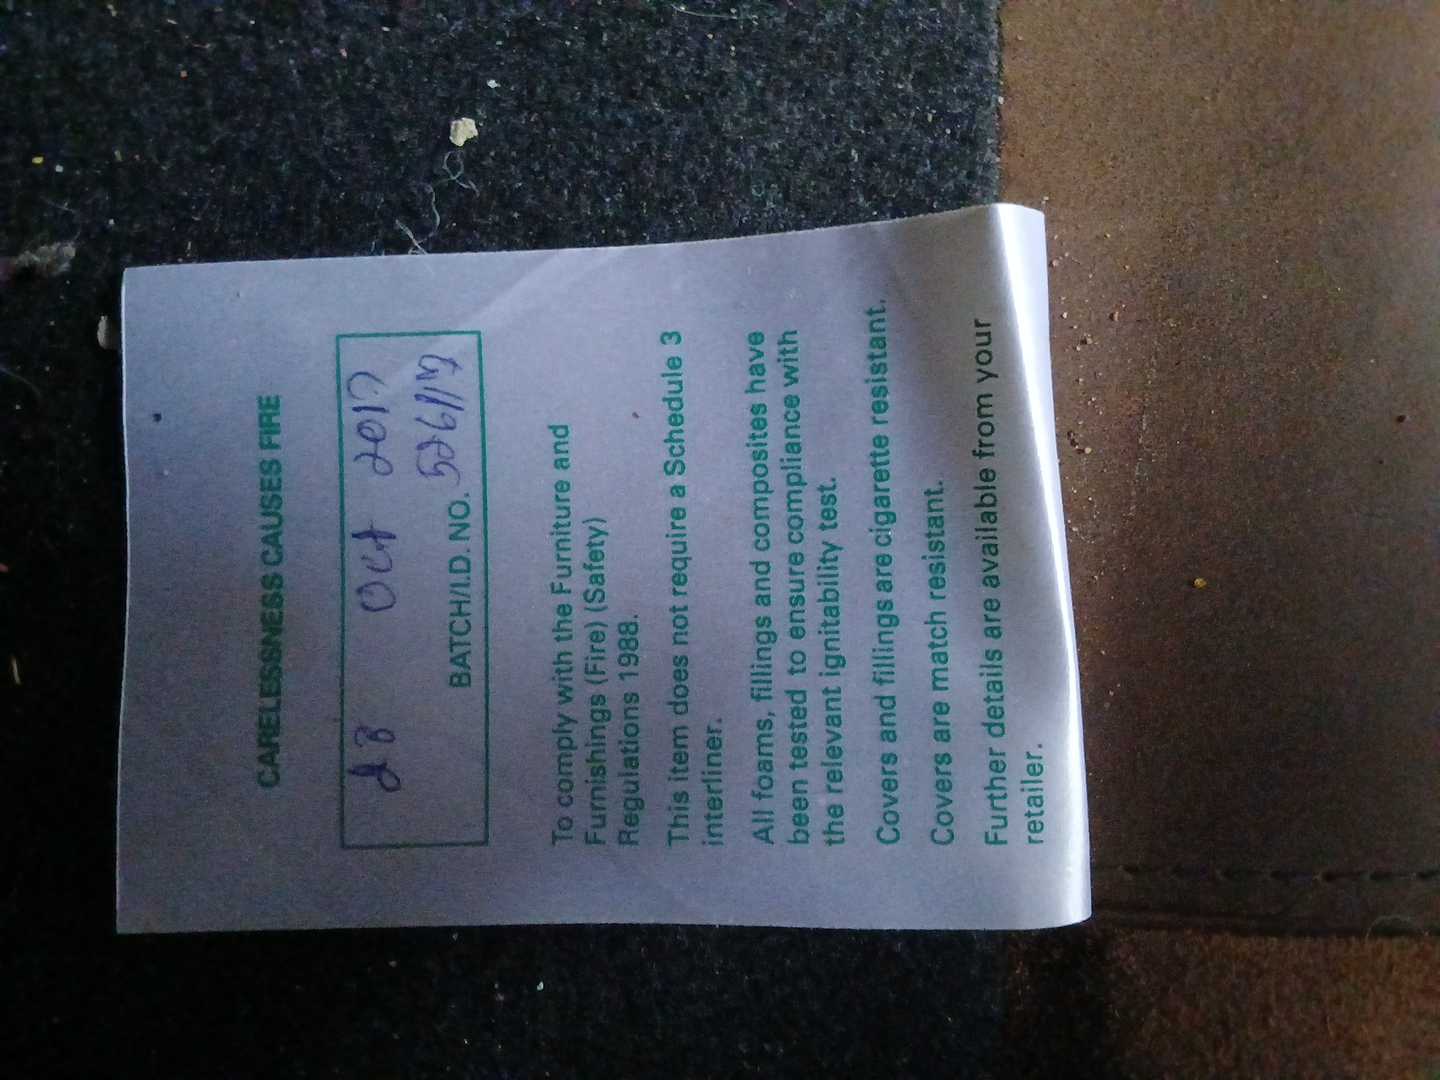 CARELESSNESS CAUSES FIRE
Oct 2017
BATCH/I.D. NO.
To comply with the Furniture and
Furnishings (Fire) (Safety)
Regulations 1988.
This item does not require a Schedule 3
interliner.
All foams, fillings and composites have
been tested to ensure compliance with
the relevant ignitability test.
Covers and fillings are cigarette resistant.
Covers are match resistant.
Further details are available from your
retailer.